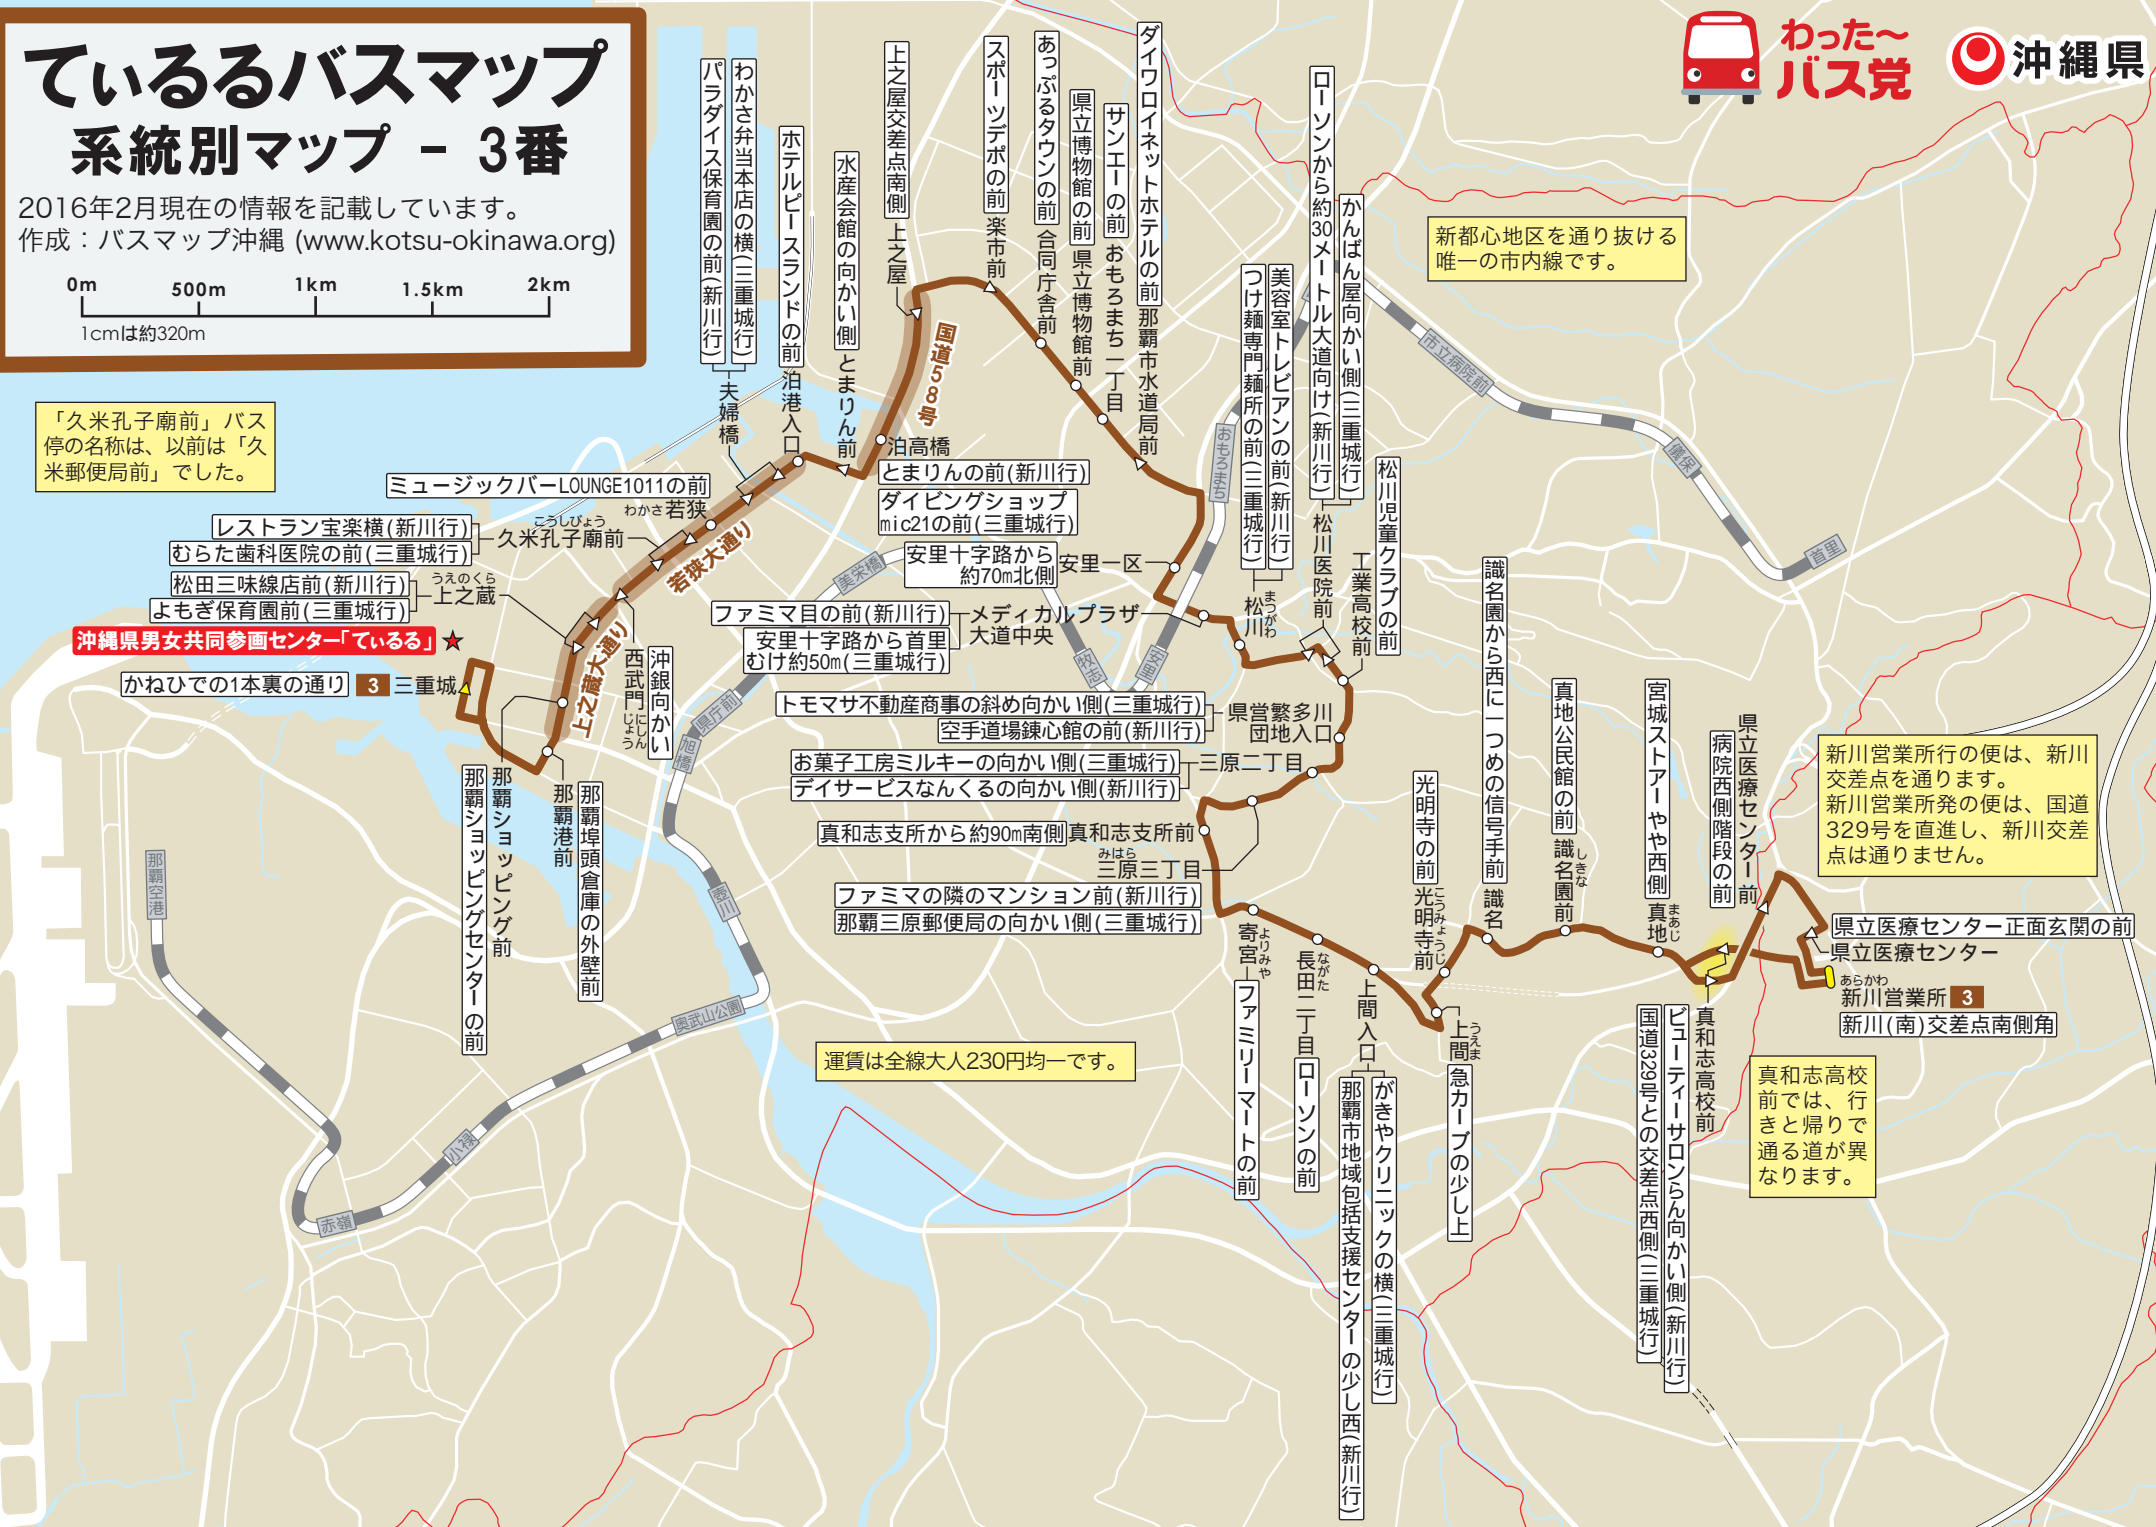 てぃるるバスマップ
系統別マップ − 3番
2016年2月現在の情報を記載しています。
作成：バスマップ沖縄 (www.kotsu-okinawa.org)
0m 500m 1km 1.5km 2km
1cmは約320m
わった～
バス党
沖縄県
「久米孔子廟前」バス
停の名称は、以前は「久
米郵便局前」でした。
新都心地区を通り抜ける
唯一の市内線です。
パラダイス保育園の前(新川行)
わかさ弁当本店の横(三重城行)
夫婦橋
ホテルピースランドの前
泊港入口
水産会館の向かい側
とまりん前
上之屋交差点南側
上之屋
国道58号
スポーツデポの前
楽市前
あっぷるタウンの前
合同庁舎前
県立博物館の前
県立博物館前
サンエーの前
おもろまち一丁目
ダイワロイネットホテルの前
那覇市水道局前
つけ麺専門麺所の前(三重城行)
美容室トレビアンの前(新川行)
松川
まつがわ
ローソンから約30メートル大道向け(新川行)
かんばん屋向かい側(三重城行)
松川医院前
松川児童クラブの前
工業高校前
市立病院前
儀保
首里
おもろまち
泊高橋
とまりんの前(新川行)
ダイビングショップ
mic21の前(三重城行)
ミュージックバーLOUNGE1011の前
わかさ
若狭
レストラン宝楽横(新川行)
むらた歯科医院の前(三重城行)
こうしびょう
久米孔子廟前
若狭大通り
松田三味線店前(新川行)
よもぎ保育園前(三重城行)
うえのくら
上之蔵
沖縄県男女共同参画センター「てぃるる」
かねひでの1本裏の通り
3
三重城
上之蔵大通り
西武門
にしんじょう
沖銀向かい
美栄橋
県庁前
旭橋
牧志
安里
安里十字路から
約70m北側
安里一区
ファミマ目の前(新川行)
安里十字路から首里
むけ約50m(三重城行)
メディカルプラザ
大道中央
トモマサ不動産商事の斜め向かい側(三重城行)
空手道場錬心館の前(新川行)
県営繁多川
団地入口
お菓子工房ミルキーの向かい側(三重城行)
デイサービスなんくるの向かい側(新川行)
三原二丁目
真和志支所から約90m南側
真和志支所前
みはら
三原三丁目
ファミマの隣のマンション前(新川行)
那覇三原郵便局の向かい側(三重城行)
那覇ショッピングセンターの前
那覇ショッピング前
那覇港前
那覇埠頭倉庫の外壁前
那覇空港
壺川
奥武山公園
小禄
赤嶺
運賃は全線大人230円均一です。
寄宮
よりみや
ファミリーマートの前
長田二丁目
ながた
ローソンの前
上間入口
那覇市地域包括支援センターの少し西(新川行)
がきやクリニックの横(三重城行)
光明寺の前
光明寺前
こうみょうじ
上間
うえま
急カーブの少し上
識名園から西に一つめの信号手前
識名
真地公民館の前
識名園前
しきな
宮城ストアーやや西側
真地
まあじ
病院西側階段の前
県立医療センター前
新川営業所行の便は、新川
交差点を通ります。
新川営業所発の便は、国道
329号を直進し、新川交差
点は通りません。
県立医療センター正面玄関の前
県立医療センター
あらかわ
新川営業所
3
新川(南)交差点南側角
国道329号との交差点西側(三重城行)
ビューティーサロンらん向かい側(新川行)
真和志高校前
真和志高校
前では、行
きと帰りで
通る道が異
なります。